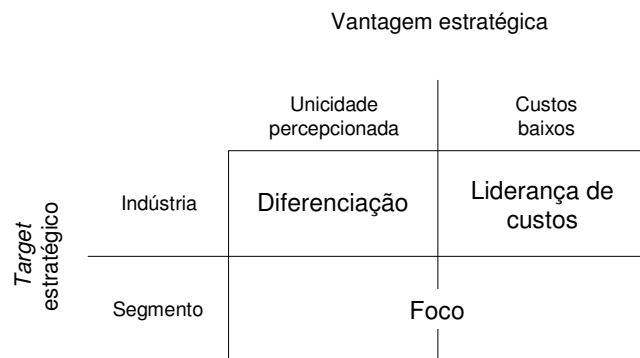 Vantagem estratégica
Unicidade
percepcionada
Custos
baixos
Target
estratégico
Indústria
Diferenciação
Liderança de
custos
Segmento
Foco